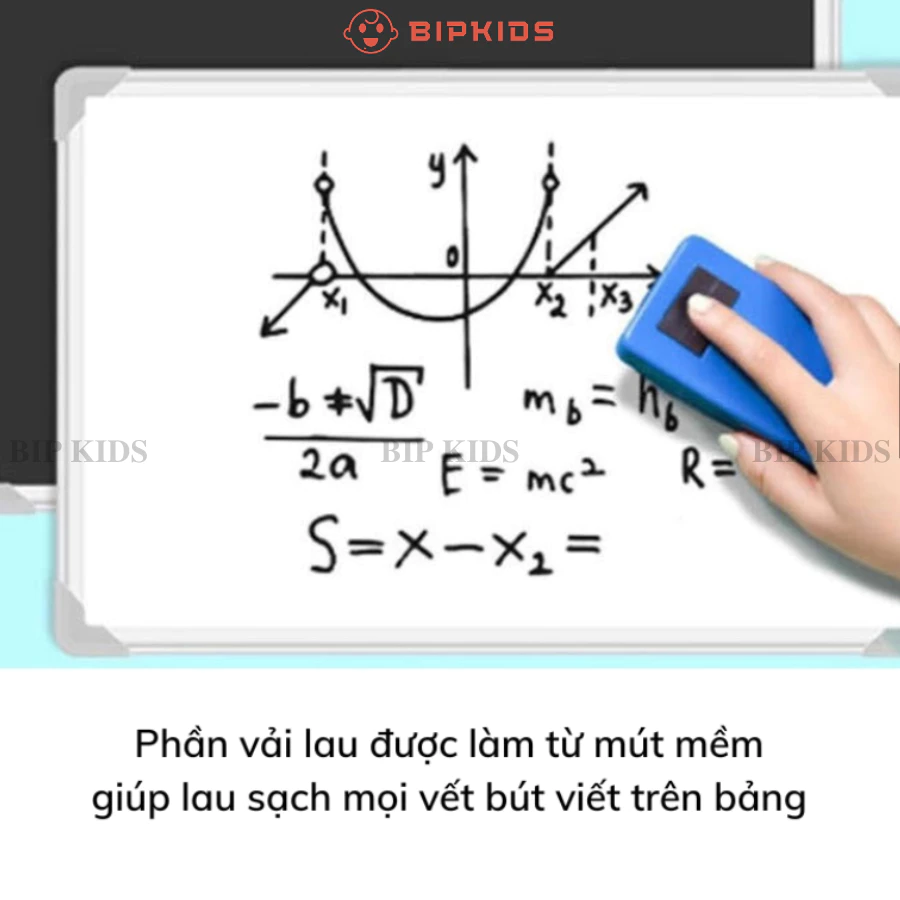 BIPKIDS
y
0
x₁ x₂ x₃
-b ≠ √D m_b = h_b
2a
E = mc² R =
S = x - x₂ =
BIP KIDS BIP KIDS BIP KIDS
Phần vải lau được làm từ mút mềm
giúp lau sạch mọi vết bút viết trên bảng